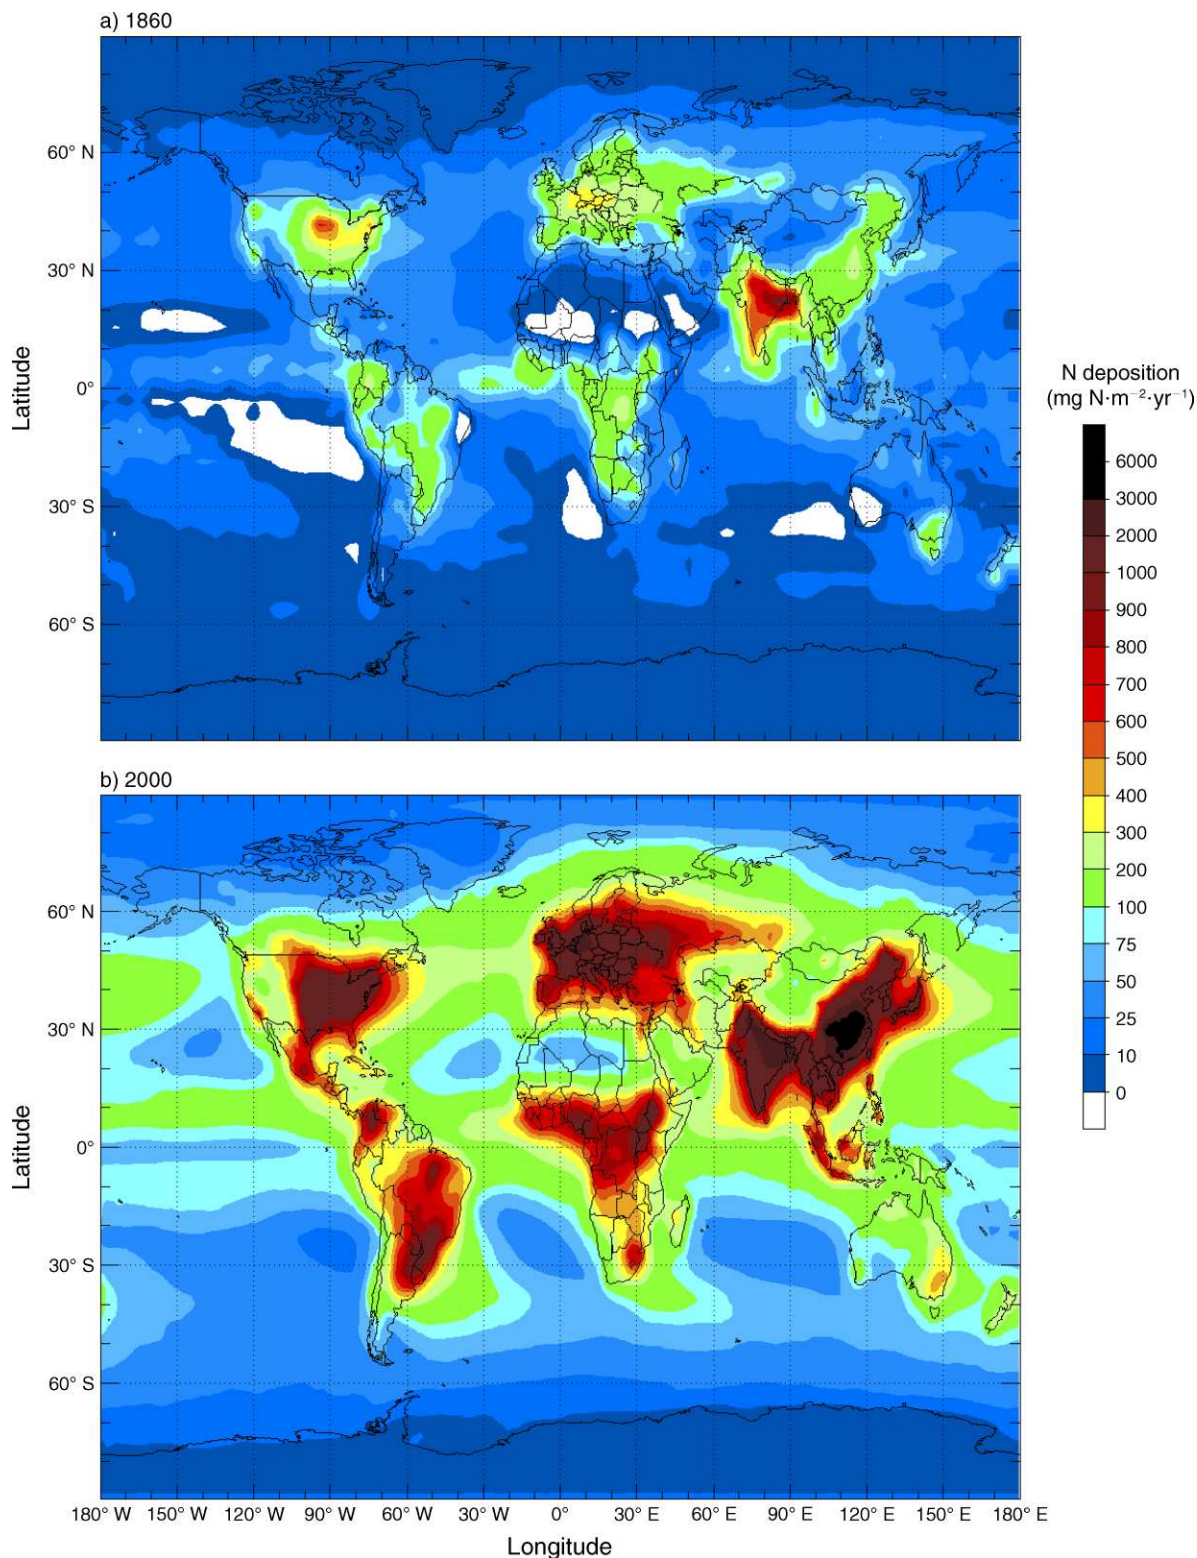 a) 1860
60° N
30° N
0°
30° S
60° S
Latitude
N deposition
(mg N·m⁻²·yr⁻¹)
6000
3000
2000
1000
900
800
700
600
500
400
300
200
100
75
50
25
10
0
b) 2000
60° N
30° N
0°
30° S
60° S
Latitude
180° W 150° W 120° W 90° W 60° W 30° W 0° 30° E 60° E 90° E 120° E 150° E 180° E
Longitude